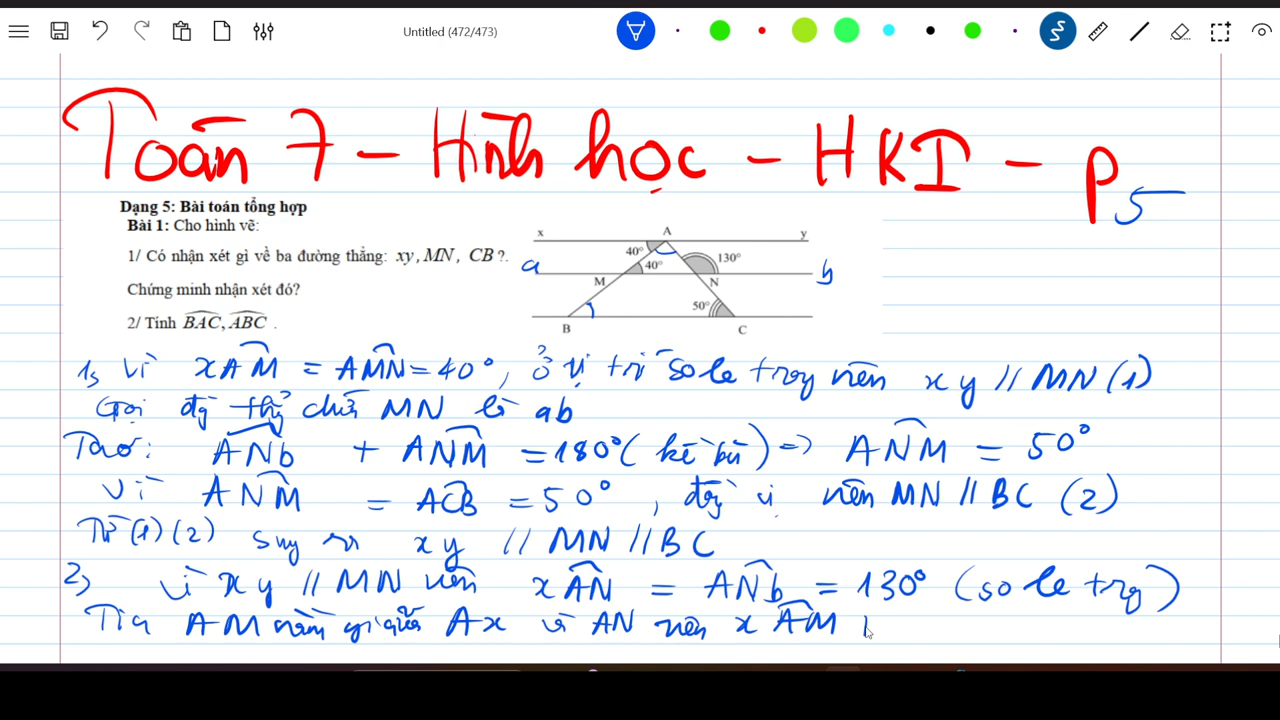 Untitled (472/473)
Toán 7 - Hình học - HKI - P5
Dạng 5: Bài toán tổng hợp
Bài 1: Cho hình vẽ:
1/ Có nhận xét gì về ba đường thẳng: xy, MN, CB?.
Chứng minh nhận xét đó?
2/ Tính BAC, ABC .
x A y
40° 40° 130°
a M N b
50°
B C
1, Vì xAM = AMN = 40°, ở vị trí so le trong nên xy // MN (1)
Gọi đg thg chứa MN là ab
Ta có: ANb + ANM = 180° (kề bù) => ANM = 50°
Vì ANM = ACB = 50°, đồng vị nên MN // BC (2)
Từ (1) (2) suy ra xy // MN // BC
2, Vì xy // MN nên xAN = ANb = 130° (so le trg)
Tia AM nằm giữa Ax và AN nên xAM